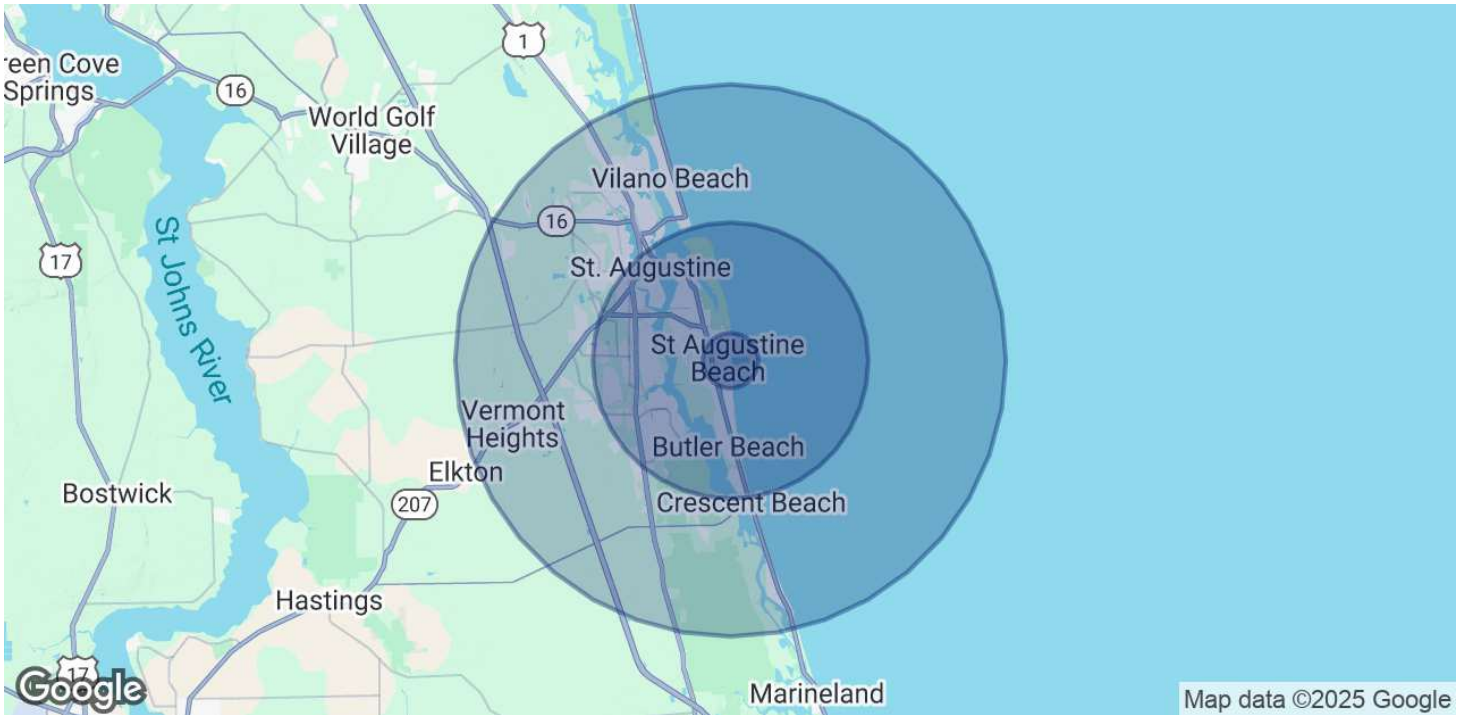 1
reen Cove
Springs
16
World Golf
Village
Vilano Beach
16
17
St Johns River
St. Augustine
St Augustine
Beach
Vermont
Heights
Butler Beach
Elkton
Bostwick
207
Crescent Beach
Hastings
17
Google
Marineland
Map data ©2025 Google